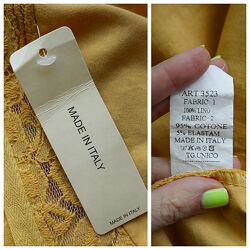 MADE IN ITALY
MADE IN ITALY
ART 3523
FABRIC : 1
100% LINO
FABRIC : 2
95% COTONE
5% ELASTAM
MADE IN ITALY
TG.UNICO